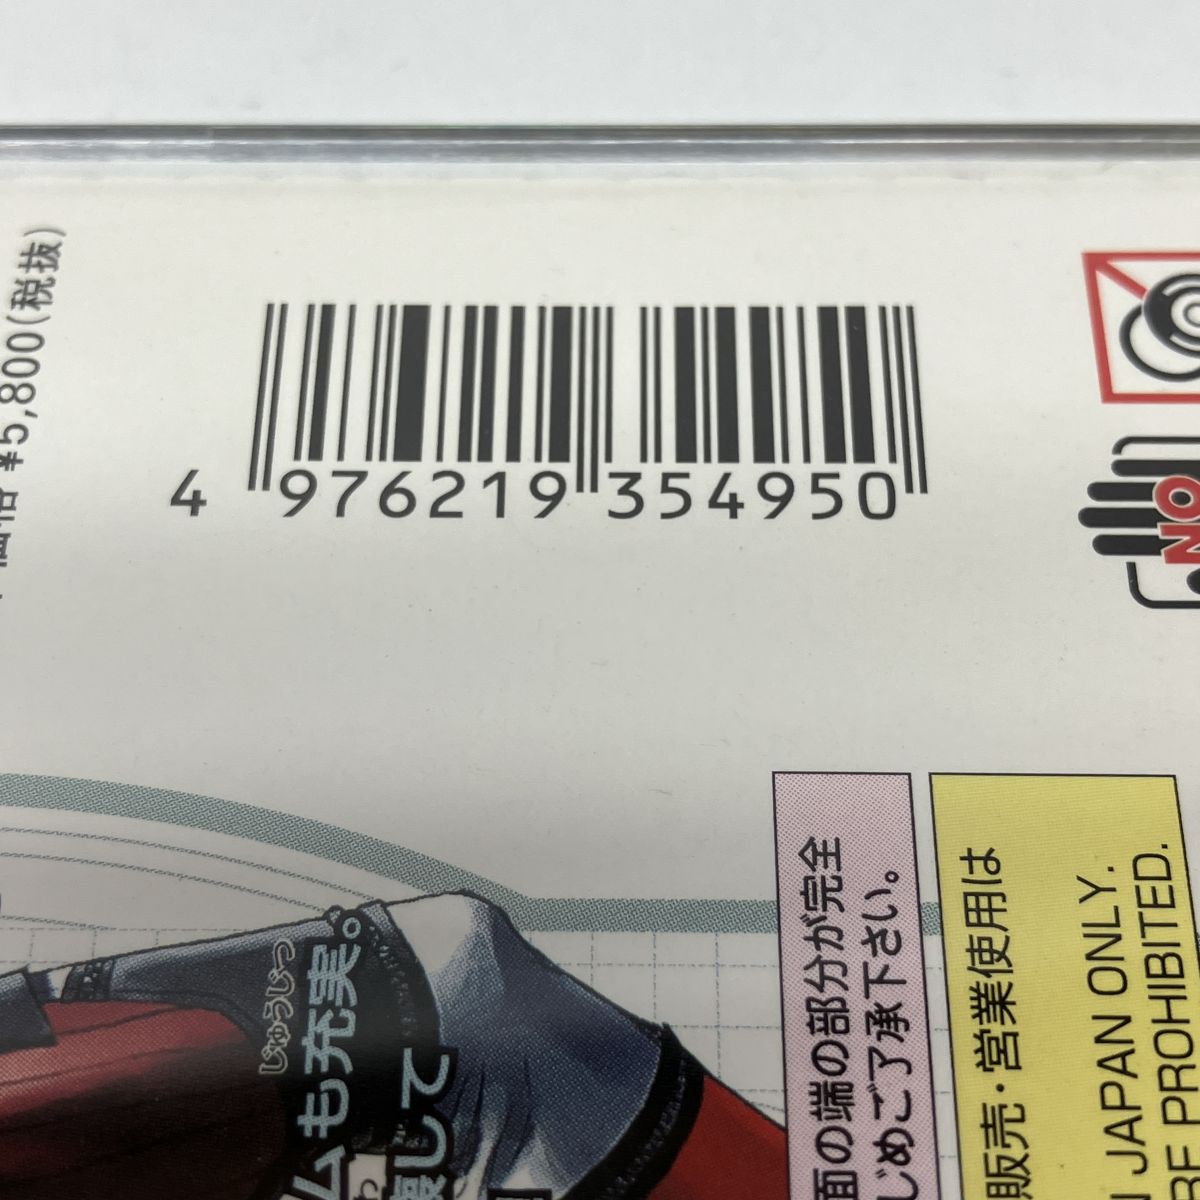 価格 ¥5,800(税抜)
4 976219 354950
NO
面の端の部分が完全
じめご了承下さい。
販売・営業使用は
JAPAN ONLY.
RE PROHIBITED.
じゅうじつ
ムも充実。
して